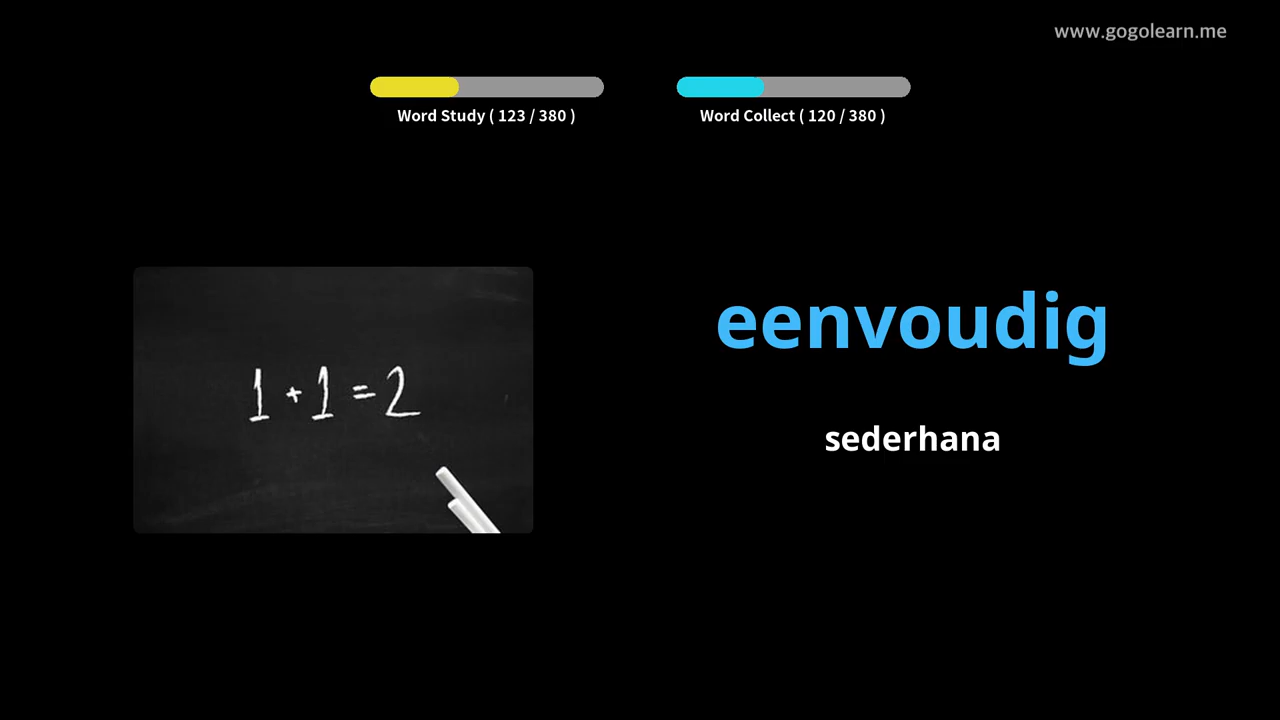 www.gogolearn.me
Word Study ( 123 / 380 )
Word Collect ( 120 / 380 )
1 + 1 = 2
eenvoudig
sederhana